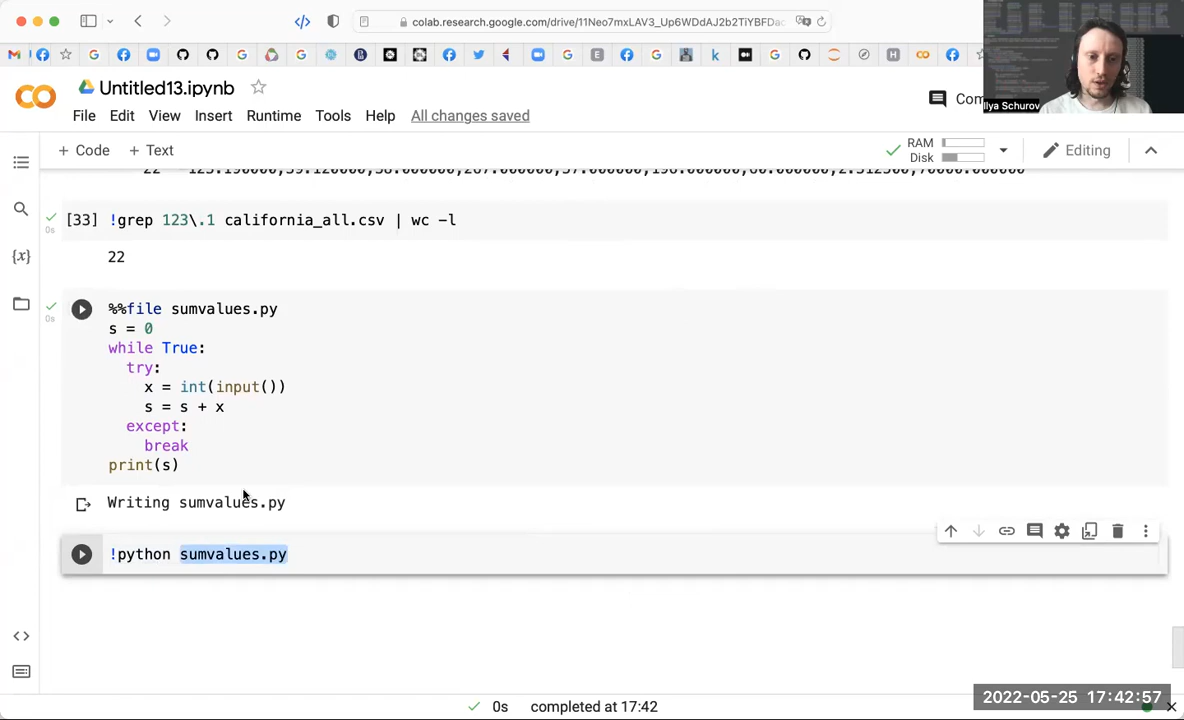 colab.research.google.com/drive/11Neo7mxLAV3_Up6WDdAJ2b2TiYBFDac
Ilya Schurov
Untitled13.ipynb
File Edit View Insert Runtime Tools Help All changes saved
Com
+ Code + Text
RAM
Disk
Editing
[33] !grep 123\.1 california_all.csv | wc -l
22
%%file sumvalues.py
s = 0
while True:
try:
x = int(input())
s = s + x
except:
break
print(s)
Writing sumvalues.py
!python sumvalues.py
0s completed at 17:42
2022-05-25 17:42:57